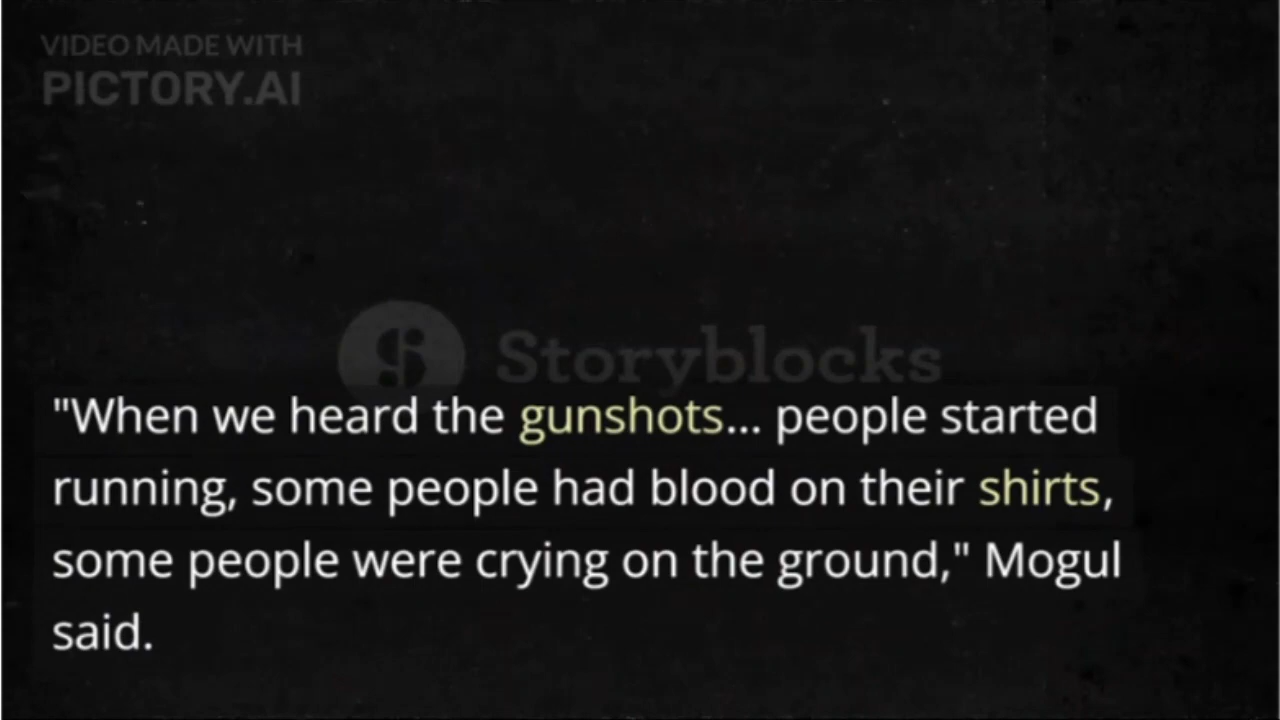 VIDEO MADE WITH
PICTORY.AI
Storyblocks
"When we heard the gunshots... people started
running, some people had blood on their shirts,
some people were crying on the ground," Mogul
said.